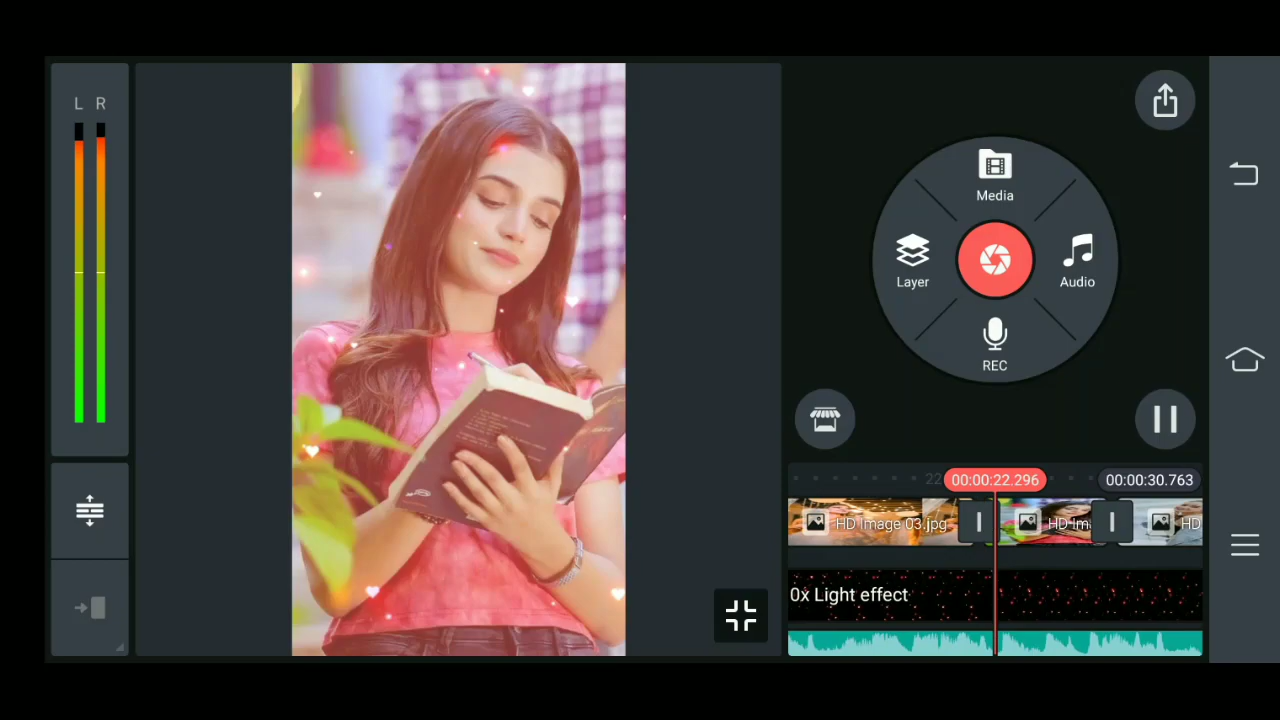 L R
Media
Layer
Audio
REC
22
00:00:22.296
00:00:30.763
HD Image 03.jpg
HD Im
HD
0x Light effect